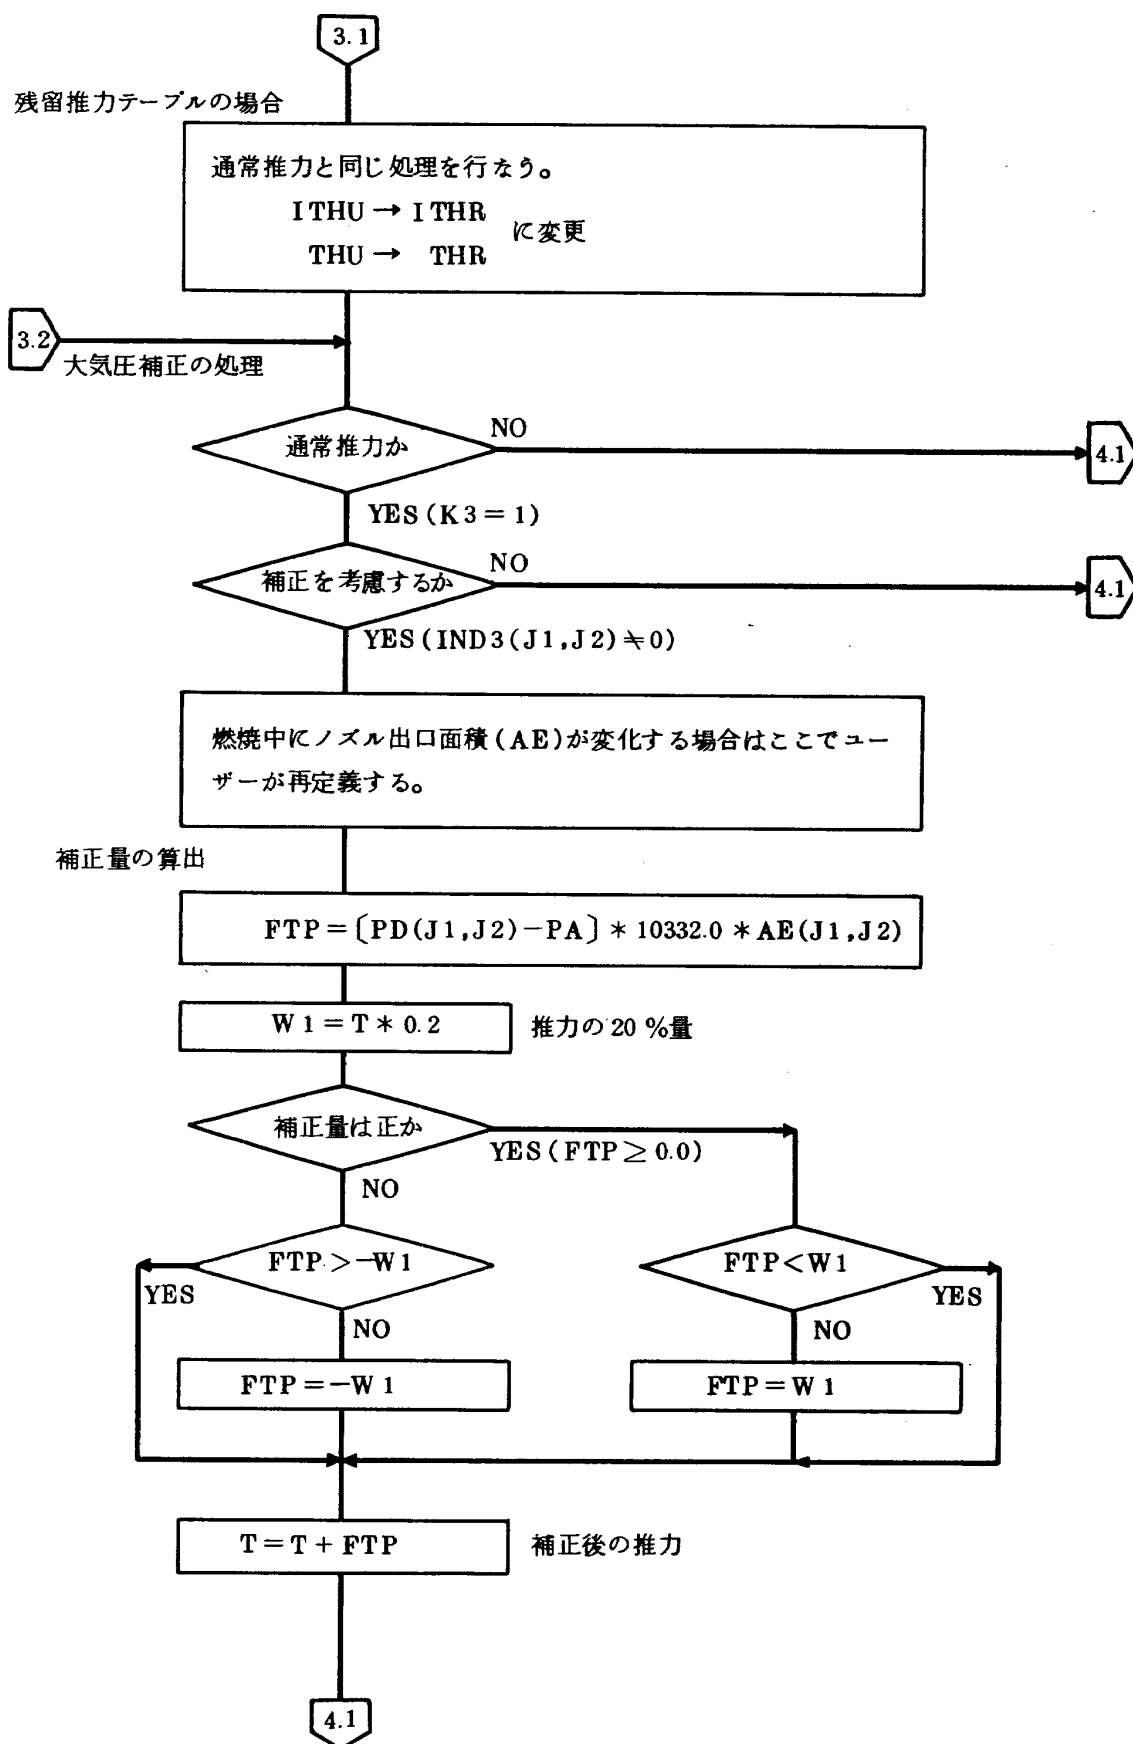 3.1
残留推力テーブルの場合
通常推力と同じ処理を行なう。
ITHU → ITHR
に変更
THU → THR
3.2
大気圧補正の処理
通常推力か
NO
4.1
YES(K3=1)
補正を考慮するか
NO
4.1
YES(IND3(J1,J2)≒0)
燃焼中にノズル出口面積(AE)が変化する場合はここでユー
ザーが再定義する。
補正量の算出
FTP=〔PD(J1,J2)-PA〕*10332.0*AE(J1,J2)
W1=T*0.2
推力の20%量
補正量は正か
YES(FTP≧0.0)
NO
FTP>-W1
FTP<W1
YES
YES
NO
NO
FTP=-W1
FTP=W1
T=T+FTP
補正後の推力
4.1